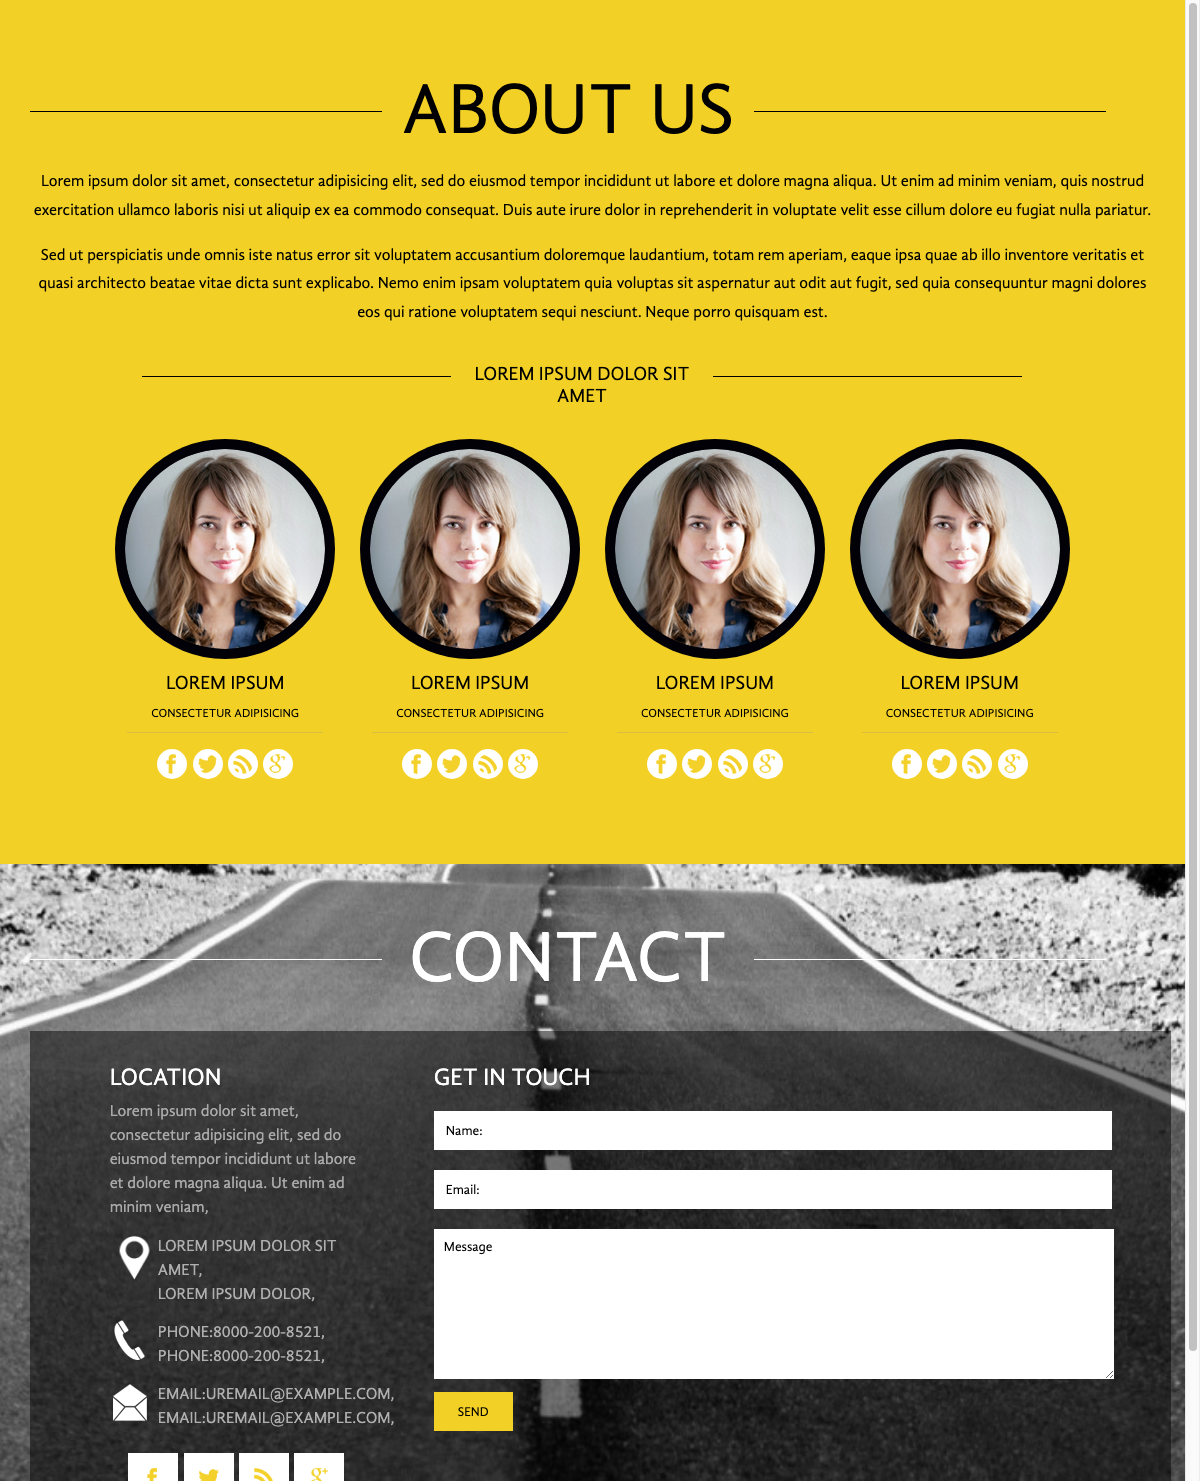 ABOUT US
Lorem ipsum dolor sit amet, consectetur adipisicing elit, sed do eiusmod tempor incididunt ut labore et dolore magna aliqua. Ut enim ad minim veniam, quis nostrud
exercitation ullamco laboris nisi ut aliquip ex ea commodo consequat. Duis aute irure dolor in reprehenderit in voluptate velit esse cillum dolore eu fugiat nulla pariatur.
Sed ut perspiciatis unde omnis iste natus error sit voluptatem accusantium doloremque laudantium, totam rem aperiam, eaque ipsa quae ab illo inventore veritatis et
quasi architecto beatae vitae dicta sunt explicabo. Nemo enim ipsam voluptatem quia voluptas sit aspernatur aut odit aut fugit, sed quia consequuntur magni dolores
eos qui ratione voluptatem sequi nesciunt. Neque porro quisquam est.
LOREM IPSUM DOLOR SIT
AMET
LOREM IPSUM
CONSECTETUR ADIPISICING
LOREM IPSUM
CONSECTETUR ADIPISICING
LOREM IPSUM
CONSECTETUR ADIPISICING
LOREM IPSUM
CONSECTETUR ADIPISICING
CONTACT
LOCATION
Lorem ipsum dolor sit amet,
consectetur adipisicing elit, sed do
eiusmod tempor incididunt ut labore
et dolore magna aliqua. Ut enim ad
minim veniam,
LOREM IPSUM DOLOR SIT
AMET,
LOREM IPSUM DOLOR,
PHONE:8000-200-8521,
PHONE:8000-200-8521,
EMAIL:UREMAIL@EXAMPLE.COM,
EMAIL:UREMAIL@EXAMPLE.COM,
GET IN TOUCH
Name:
Email:
Message
SEND